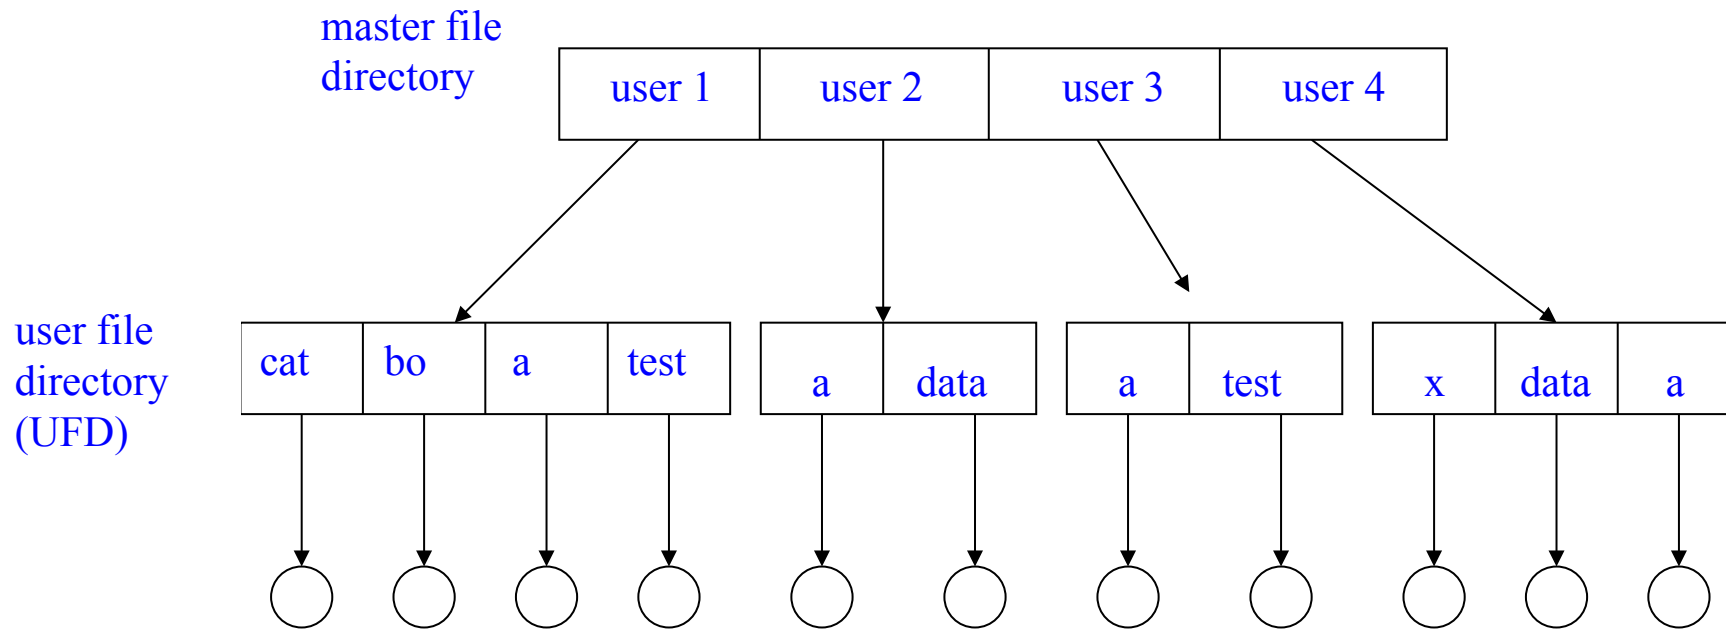 master file
directory
user 1 user 2 user 3 user 4
user file
directory
(UFD)
cat bo a test a data a test x data a